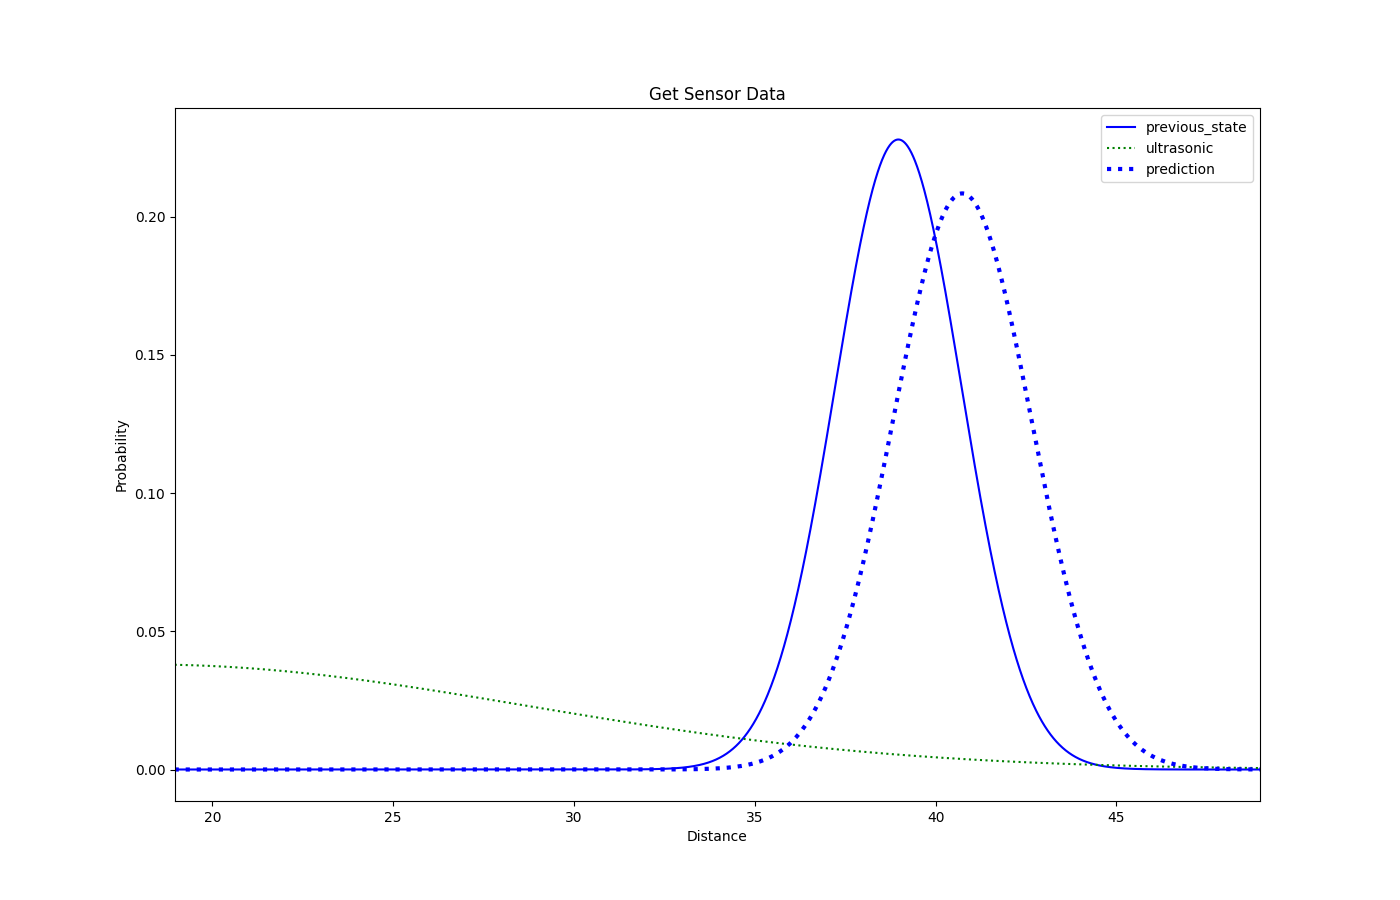 Get Sensor Data
previous_state
ultrasonic
prediction
Probability
0.20
0.15
0.10
0.05
0.00
20 25 30 35 40 45
Distance